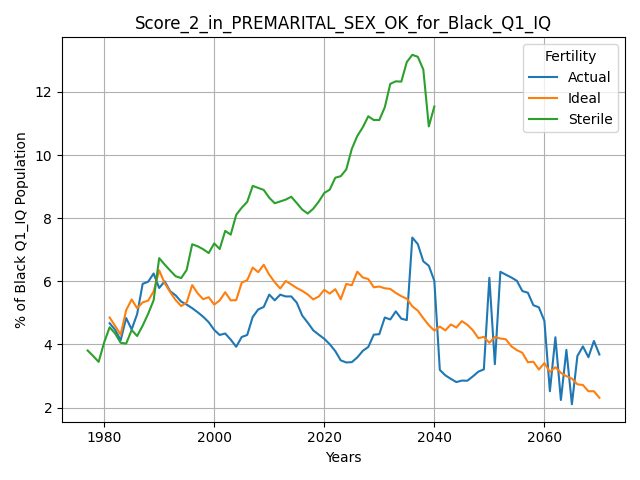 Score_2_in_PREMARITAL_SEX_OK_for_Black_Q1_IQ
Fertility
Actual
Ideal
Sterile
% of Black Q1_IQ Population
12
10
8
6
4
2
1980 2000 2020 2040 2060
Years